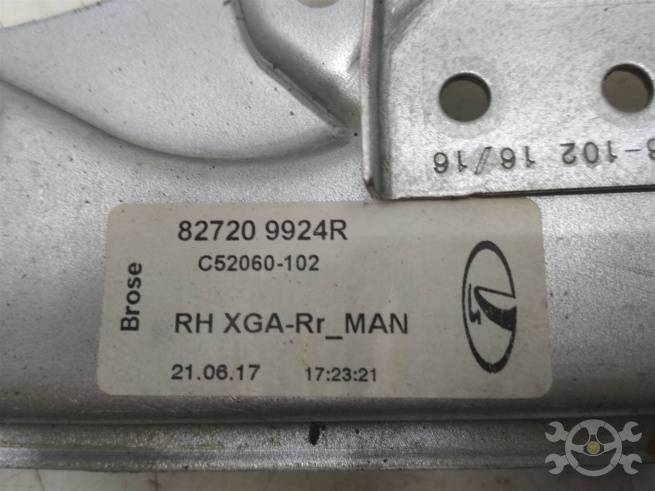 -102 16/16
82720 9924R
C52060-102
Brose
RH XGA-Rr_MAN
21.06.17 17:23:21